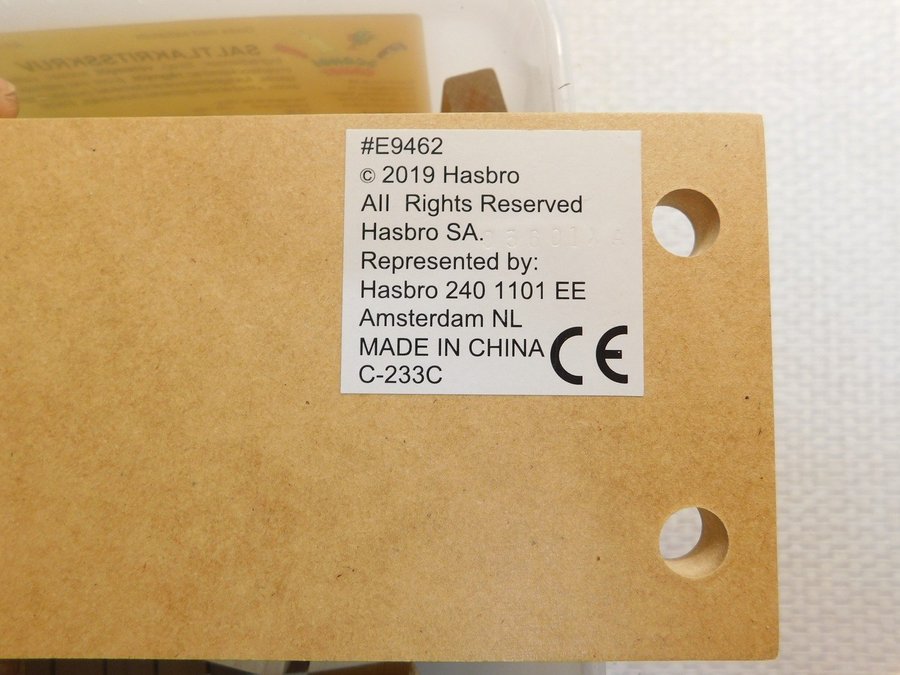 SALTLAKRITSSKRUV
#E9462
© 2019 Hasbro
All Rights Reserved
Hasbro SA.
Represented by:
Hasbro 240 1101 EE
Amsterdam NL
MADE IN CHINA
C-233C
CE